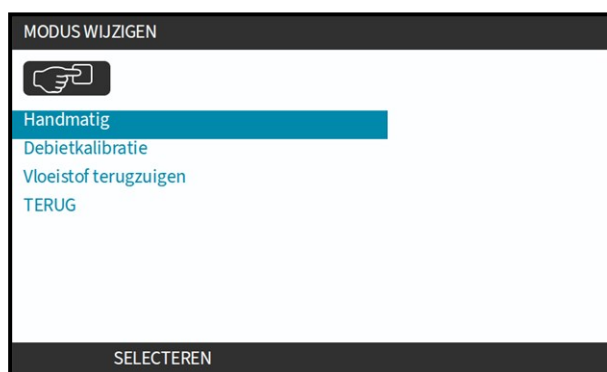 MODUS WIJZIGEN
Handmatig
Debietkalibratie
Vloeistof terugzuigen
TERUG
SELECTEREN